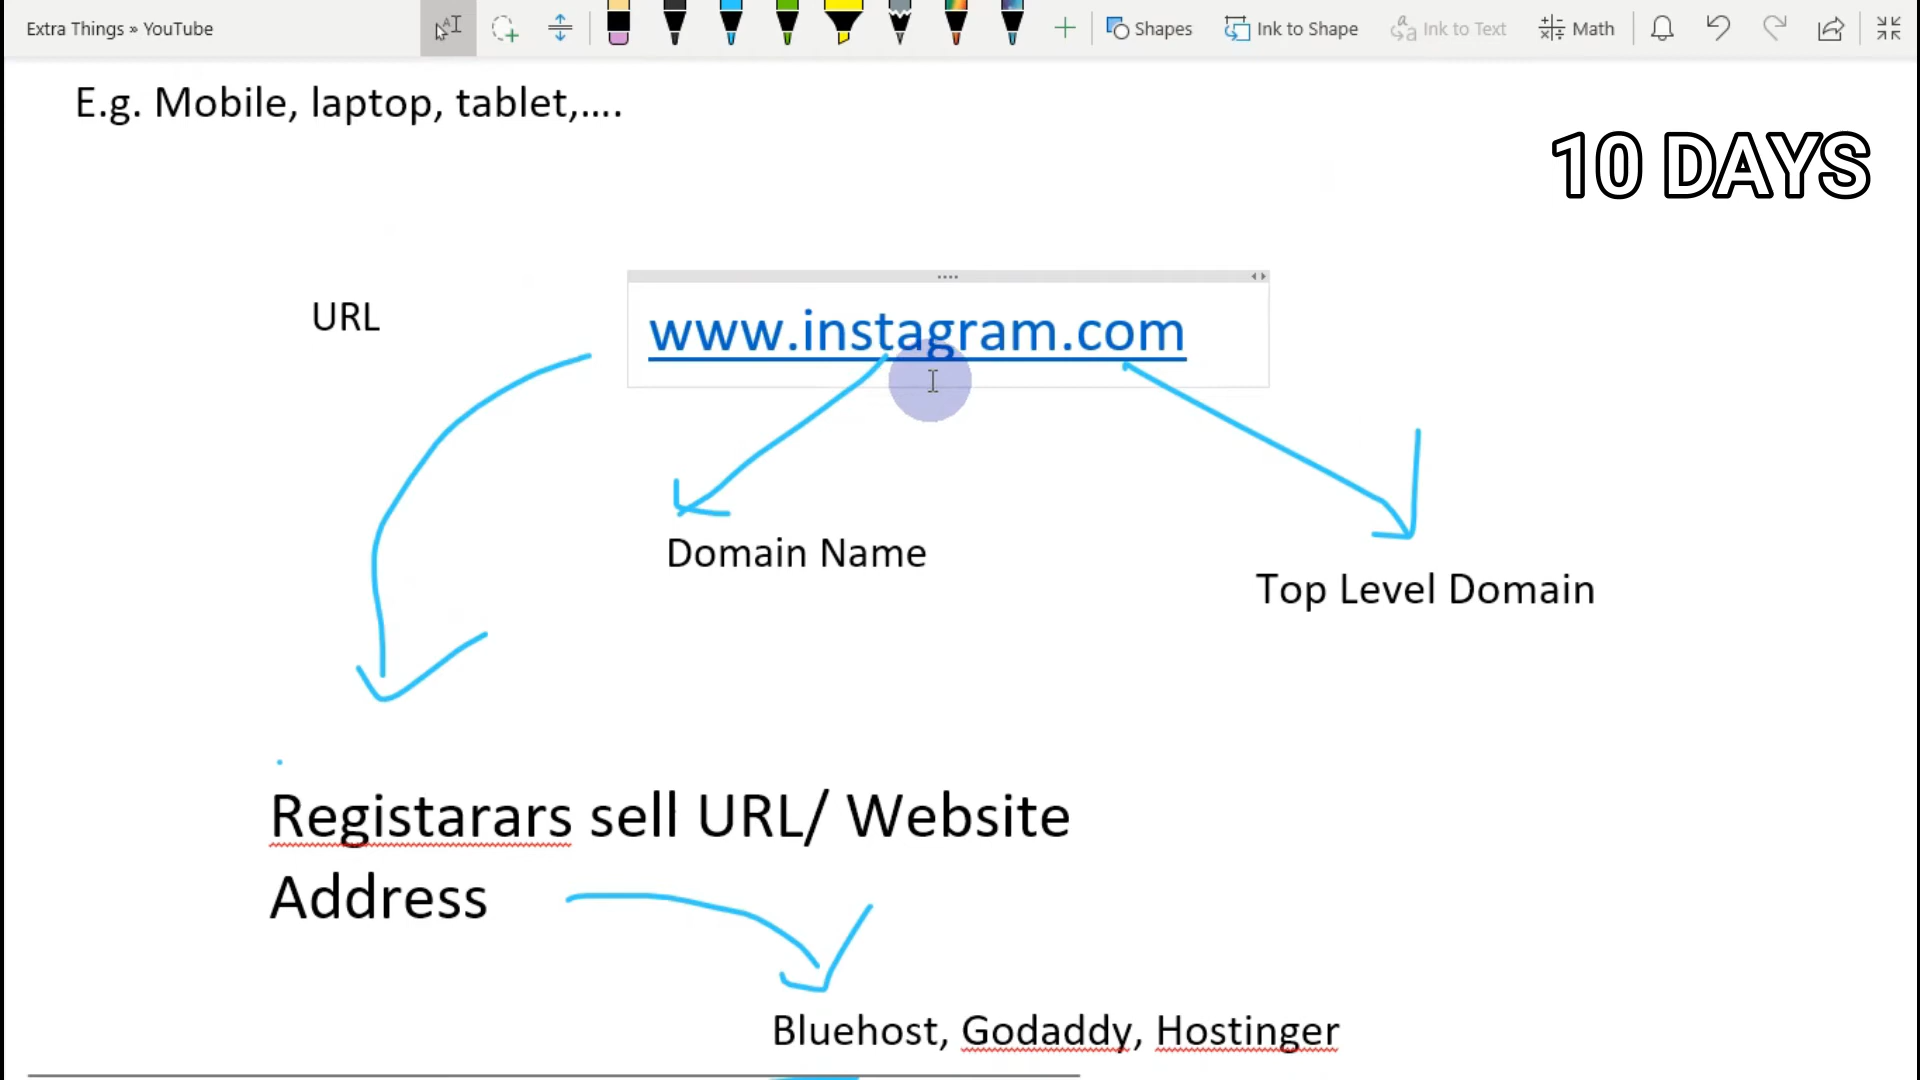 Extra Things » YouTube
Shapes
Ink to Shape
Ink to Text
Math
E.g. Mobile, laptop, tablet,....
10 DAYS
URL
www.instagram.com
Domain Name
Top Level Domain
Registarars sell URL/ Website
Address
Bluehost, Godaddy, Hostinger